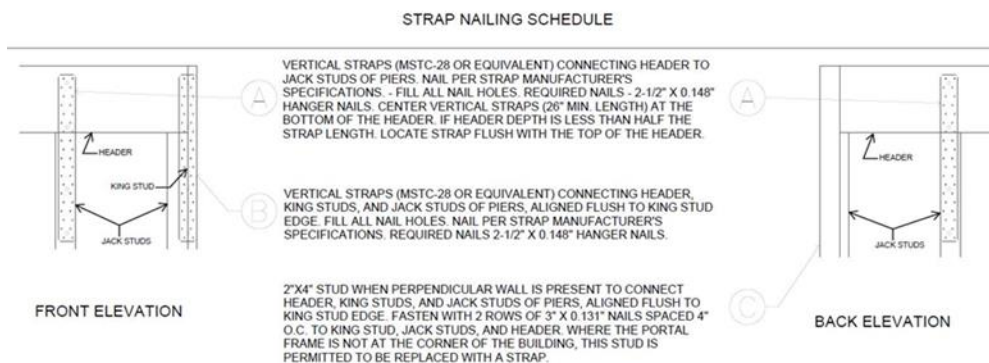 STRAP NAILING SCHEDULE
HEADER
KING STUD
JACK STUDS
FRONT ELEVATION
A
VERTICAL STRAPS (MSTC-28 OR EQUIVALENT) CONNECTING HEADER TO
JACK STUDS OF PIERS. NAIL PER STRAP MANUFACTURER'S
SPECIFICATIONS. - FILL ALL NAIL HOLES. REQUIRED NAILS - 2-1/2" X 0.148"
HANGER NAILS. CENTER VERTICAL STRAPS (26" MIN. LENGTH) AT THE
BOTTOM OF THE HEADER. IF HEADER DEPTH IS LESS THAN HALF THE
STRAP LENGTH. LOCATE STRAP FLUSH WITH THE TOP OF THE HEADER.
B
VERTICAL STRAPS (MSTC-28 OR EQUIVALENT) CONNECTING HEADER,
KING STUDS, AND JACK STUDS OF PIERS, ALIGNED FLUSH TO KING STUD
EDGE. FILL ALL NAIL HOLES. NAIL PER STRAP MANUFACTURER'S
SPECIFICATIONS. REQUIRED NAILS 2-1/2" X 0.148" HANGER NAILS.
2"X4" STUD WHEN PERPENDICULAR WALL IS PRESENT TO CONNECT
HEADER, KING STUDS, AND JACK STUDS OF PIERS, ALIGNED FLUSH TO
KING STUD EDGE. FASTEN WITH 2 ROWS OF 3" X 0.131" NAILS SPACED 4"
O.C. TO KING STUD, JACK STUDS, AND HEADER. WHERE THE PORTAL
FRAME IS NOT AT THE CORNER OF THE BUILDING, THIS STUD IS
PERMITTED TO BE REPLACED WITH A STRAP.
A
C
HEADER
JACK STUDS
BACK ELEVATION